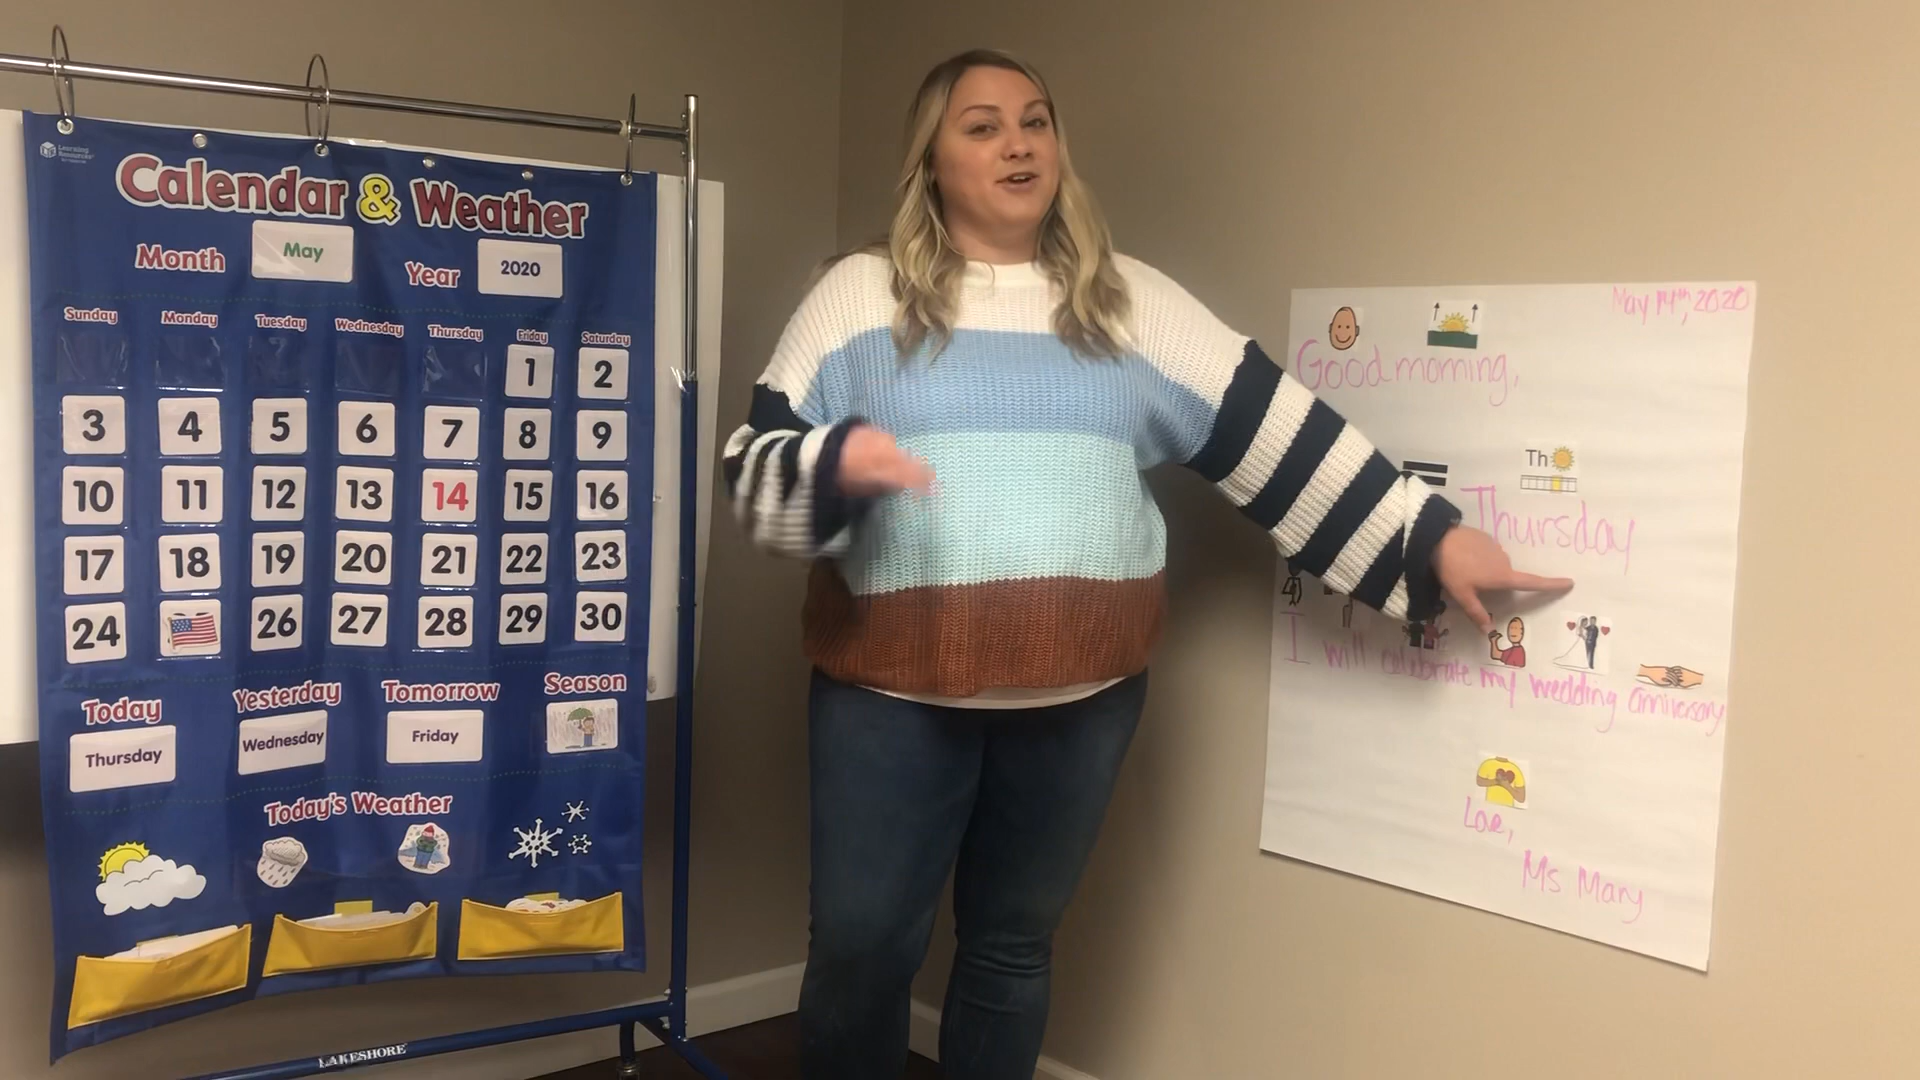 Learning Resources
Calendar & Weather
Month May Year 2020
Sunday Monday Tuesday Wednesday Thursday Friday Saturday
1 2
3 4 5 6 7 8 9
10 11 12 13 14 15 16
17 18 19 20 21 22 23
24 26 27 28 29 30
Today Yesterday Tomorrow Season
Thursday Wednesday Friday
Today's Weather
LAKESHORE
May 14th, 2020
Good morning,
Th
Thursday
I will celebrate my wedding anniversary
Love,
Ms Mary